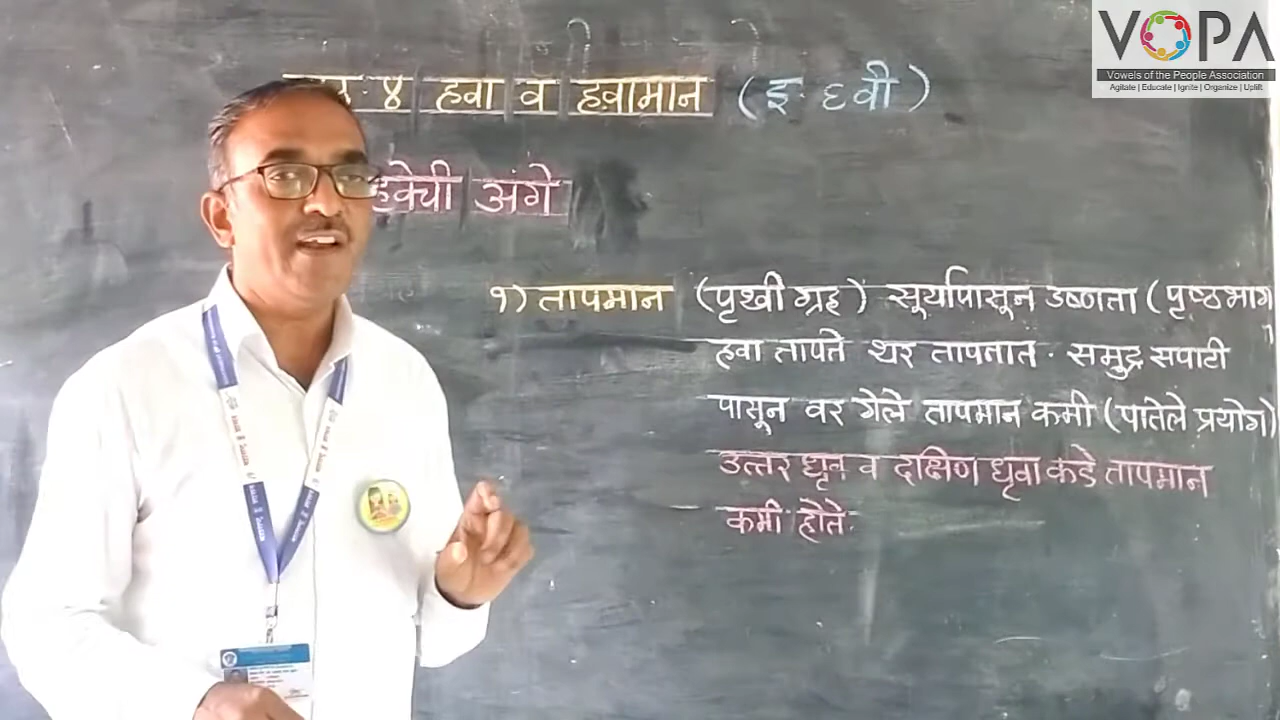 VOPA
Vowels of the People Association
Agitate | Educate | Ignite | Organize | Uplift
४ हवा व हवामान (इ. ६वी)
हवेची अंगे
१) तापमान (पृथ्वी ग्रह) सूर्यापासून उष्णता (पृष्ठभाग
हवा तापते थर तापतात. समुद्र सपाटी
पासून वर गेले तापमान कमी (पातेले प्रयोग)
उत्तर धृव व दक्षिण धृवाकडे तापमान
कमी होते.